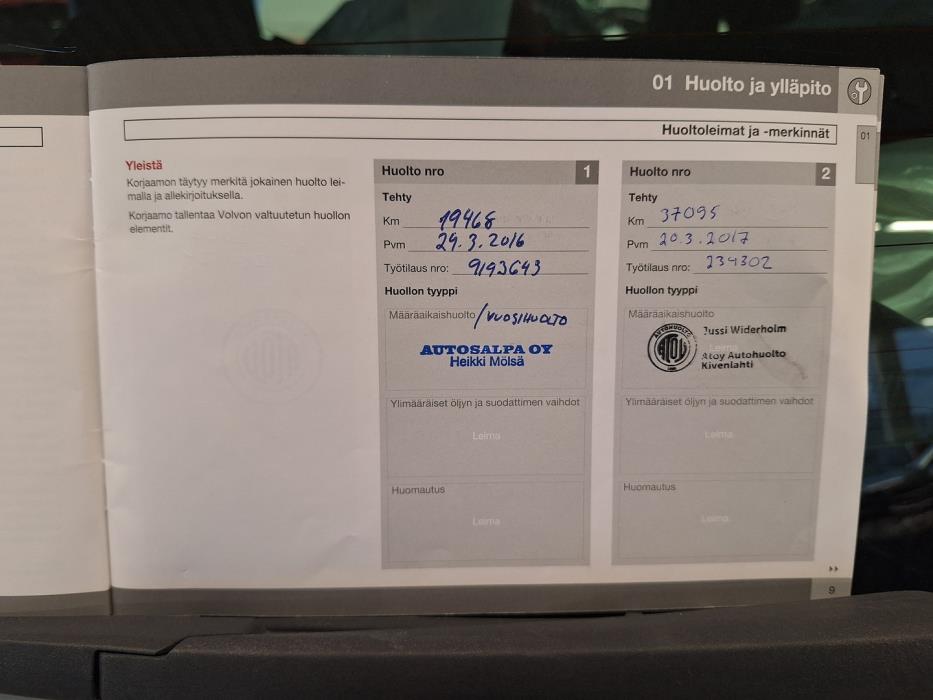 01 Huolto ja ylläpito
Huoltoleimat ja -merkinnät
01
Yleistä
Korjaamon täytyy merkitä jokainen huolto lei-
malla ja allekirjoituksella.
Korjaamo tallentaa Volvon valtuutetun huollon
elementit.
Huolto nro 1
Tehty
Km 19468
Pvm 29.3.2016
Työtilaus nro: 9193643
Huollon tyyppi
Määräaikaishuolto /VUOSIHUOLTO
AUTOSALPA OY
Heikki Mölsä
Ylimääräiset öljyn ja suodattimen vaihdot
Leima
Huomautus
Leima
Huolto nro 2
Tehty
Km 37095
Pvm 20.3.2017
Työtilaus nro: 234302
Huollon tyyppi
Määräaikaishuolto
AUTOHUOLTO
ATOY
Jussi Widerholm
Leima
Atoy Autohuolto
Kivenlahti
Ylimääräiset öljyn ja suodattimen vaihdot
Leima
Huomautus
Leima
9